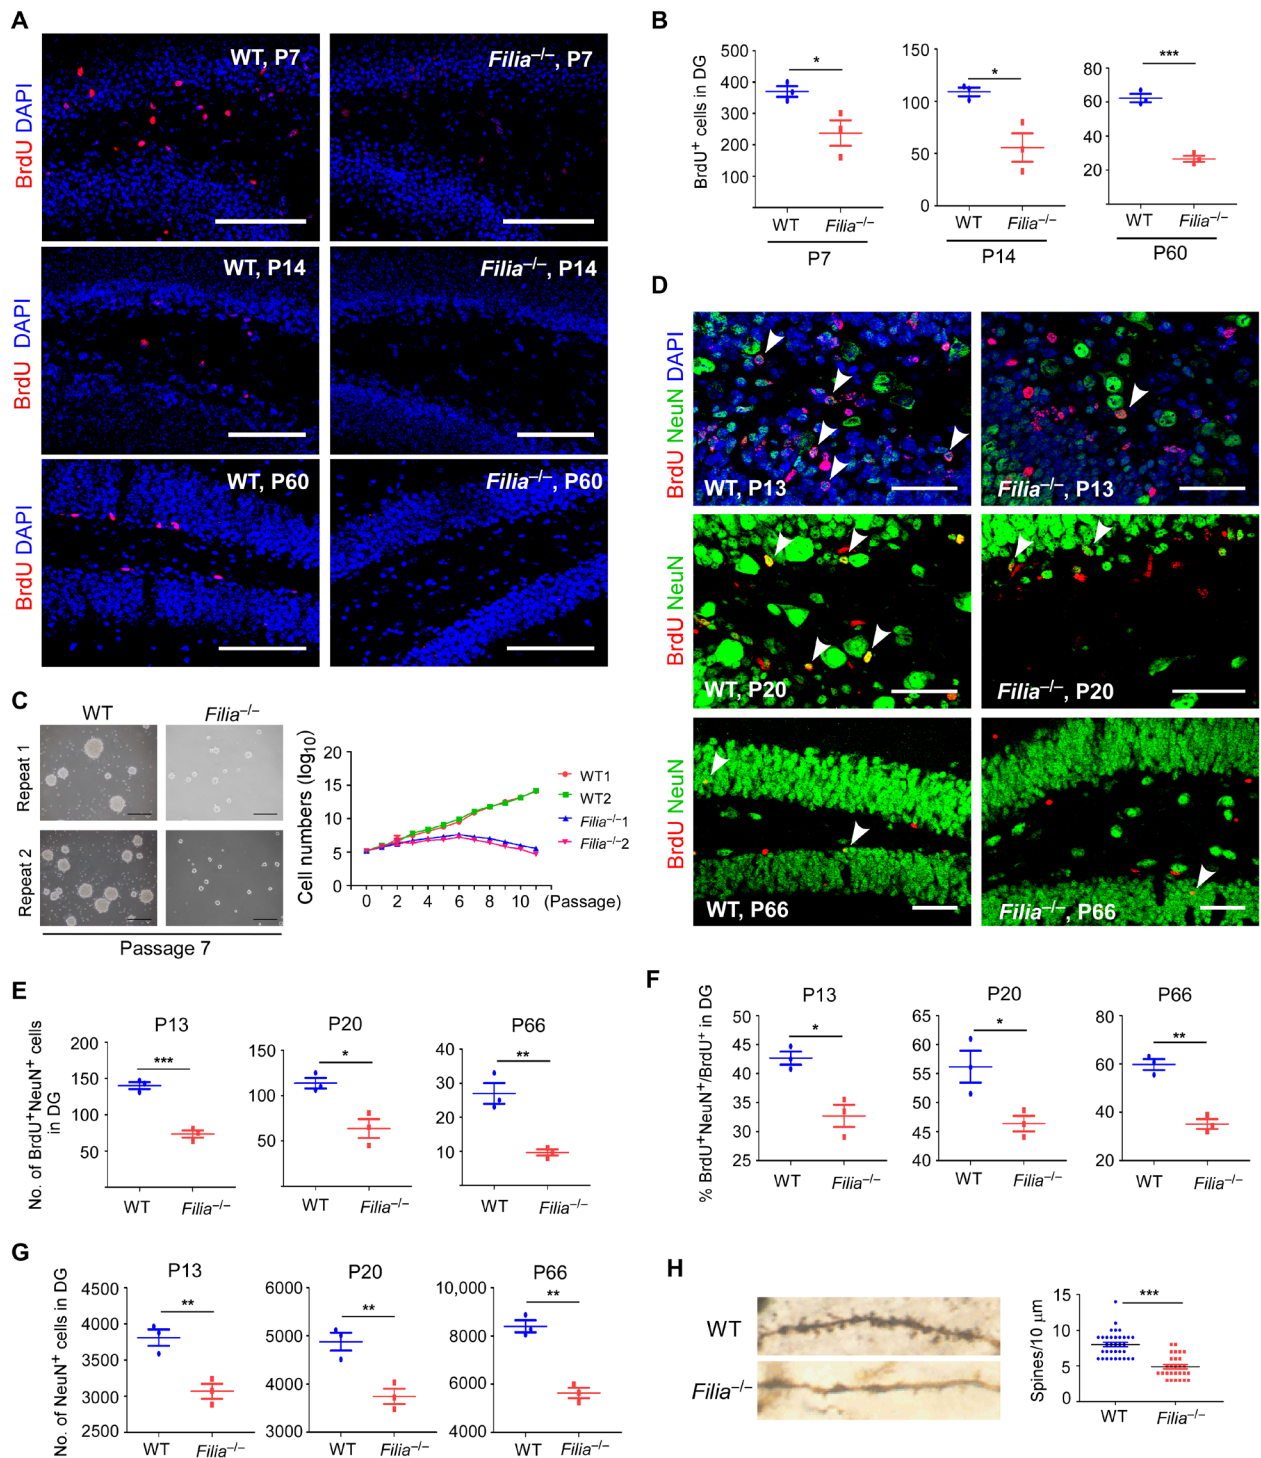 A
BrdU DAPI
WT, P7
Filia–/–, P7
BrdU DAPI
WT, P14
Filia–/–, P14
BrdU DAPI
WT, P60
Filia–/–, P60
B
BrdU+ cells in DG
500
400
300
200
100
*
WT
Filia–/–
P7
150
100
50
0
*
WT
Filia–/–
P14
80
60
40
20
***
WT
Filia–/–
P60
C
WT
Filia–/–
Repeat 1
Repeat 2
Passage 7
Cell numbers (log10)
20
15
10
5
0
0 2 4 6 8 10 (Passage)
WT1
WT2
Filia–/–1
Filia–/–2
D
BrdU NeuN DAPI
WT, P13
Filia–/–, P13
BrdU NeuN
WT, P20
Filia–/–, P20
BrdU NeuN
WT, P66
Filia–/–, P66
E
No. of BrdU+NeuN+ cells
in DG
P13
200
150
100
50
***
WT
Filia–/–
P20
150
100
50
*
WT
Filia–/–
P66
40
30
20
10
**
WT
Filia–/–
F
% BrdU+NeuN+/BrdU+ in DG
P13
50
45
40
35
30
25
*
WT
Filia–/–
P20
65
60
55
50
45
40
*
WT
Filia–/–
P66
80
60
40
20
**
WT
Filia–/–
G
No. of NeuN+ cells in DG
P13
4500
4000
3500
3000
2500
**
WT
Filia–/–
P20
6000
5000
4000
3000
**
WT
Filia–/–
P66
10,000
8000
6000
4000
**
WT
Filia–/–
H
WT
Filia–/–
Spines/10 μm
15
10
5
0
***
WT
Filia–/–